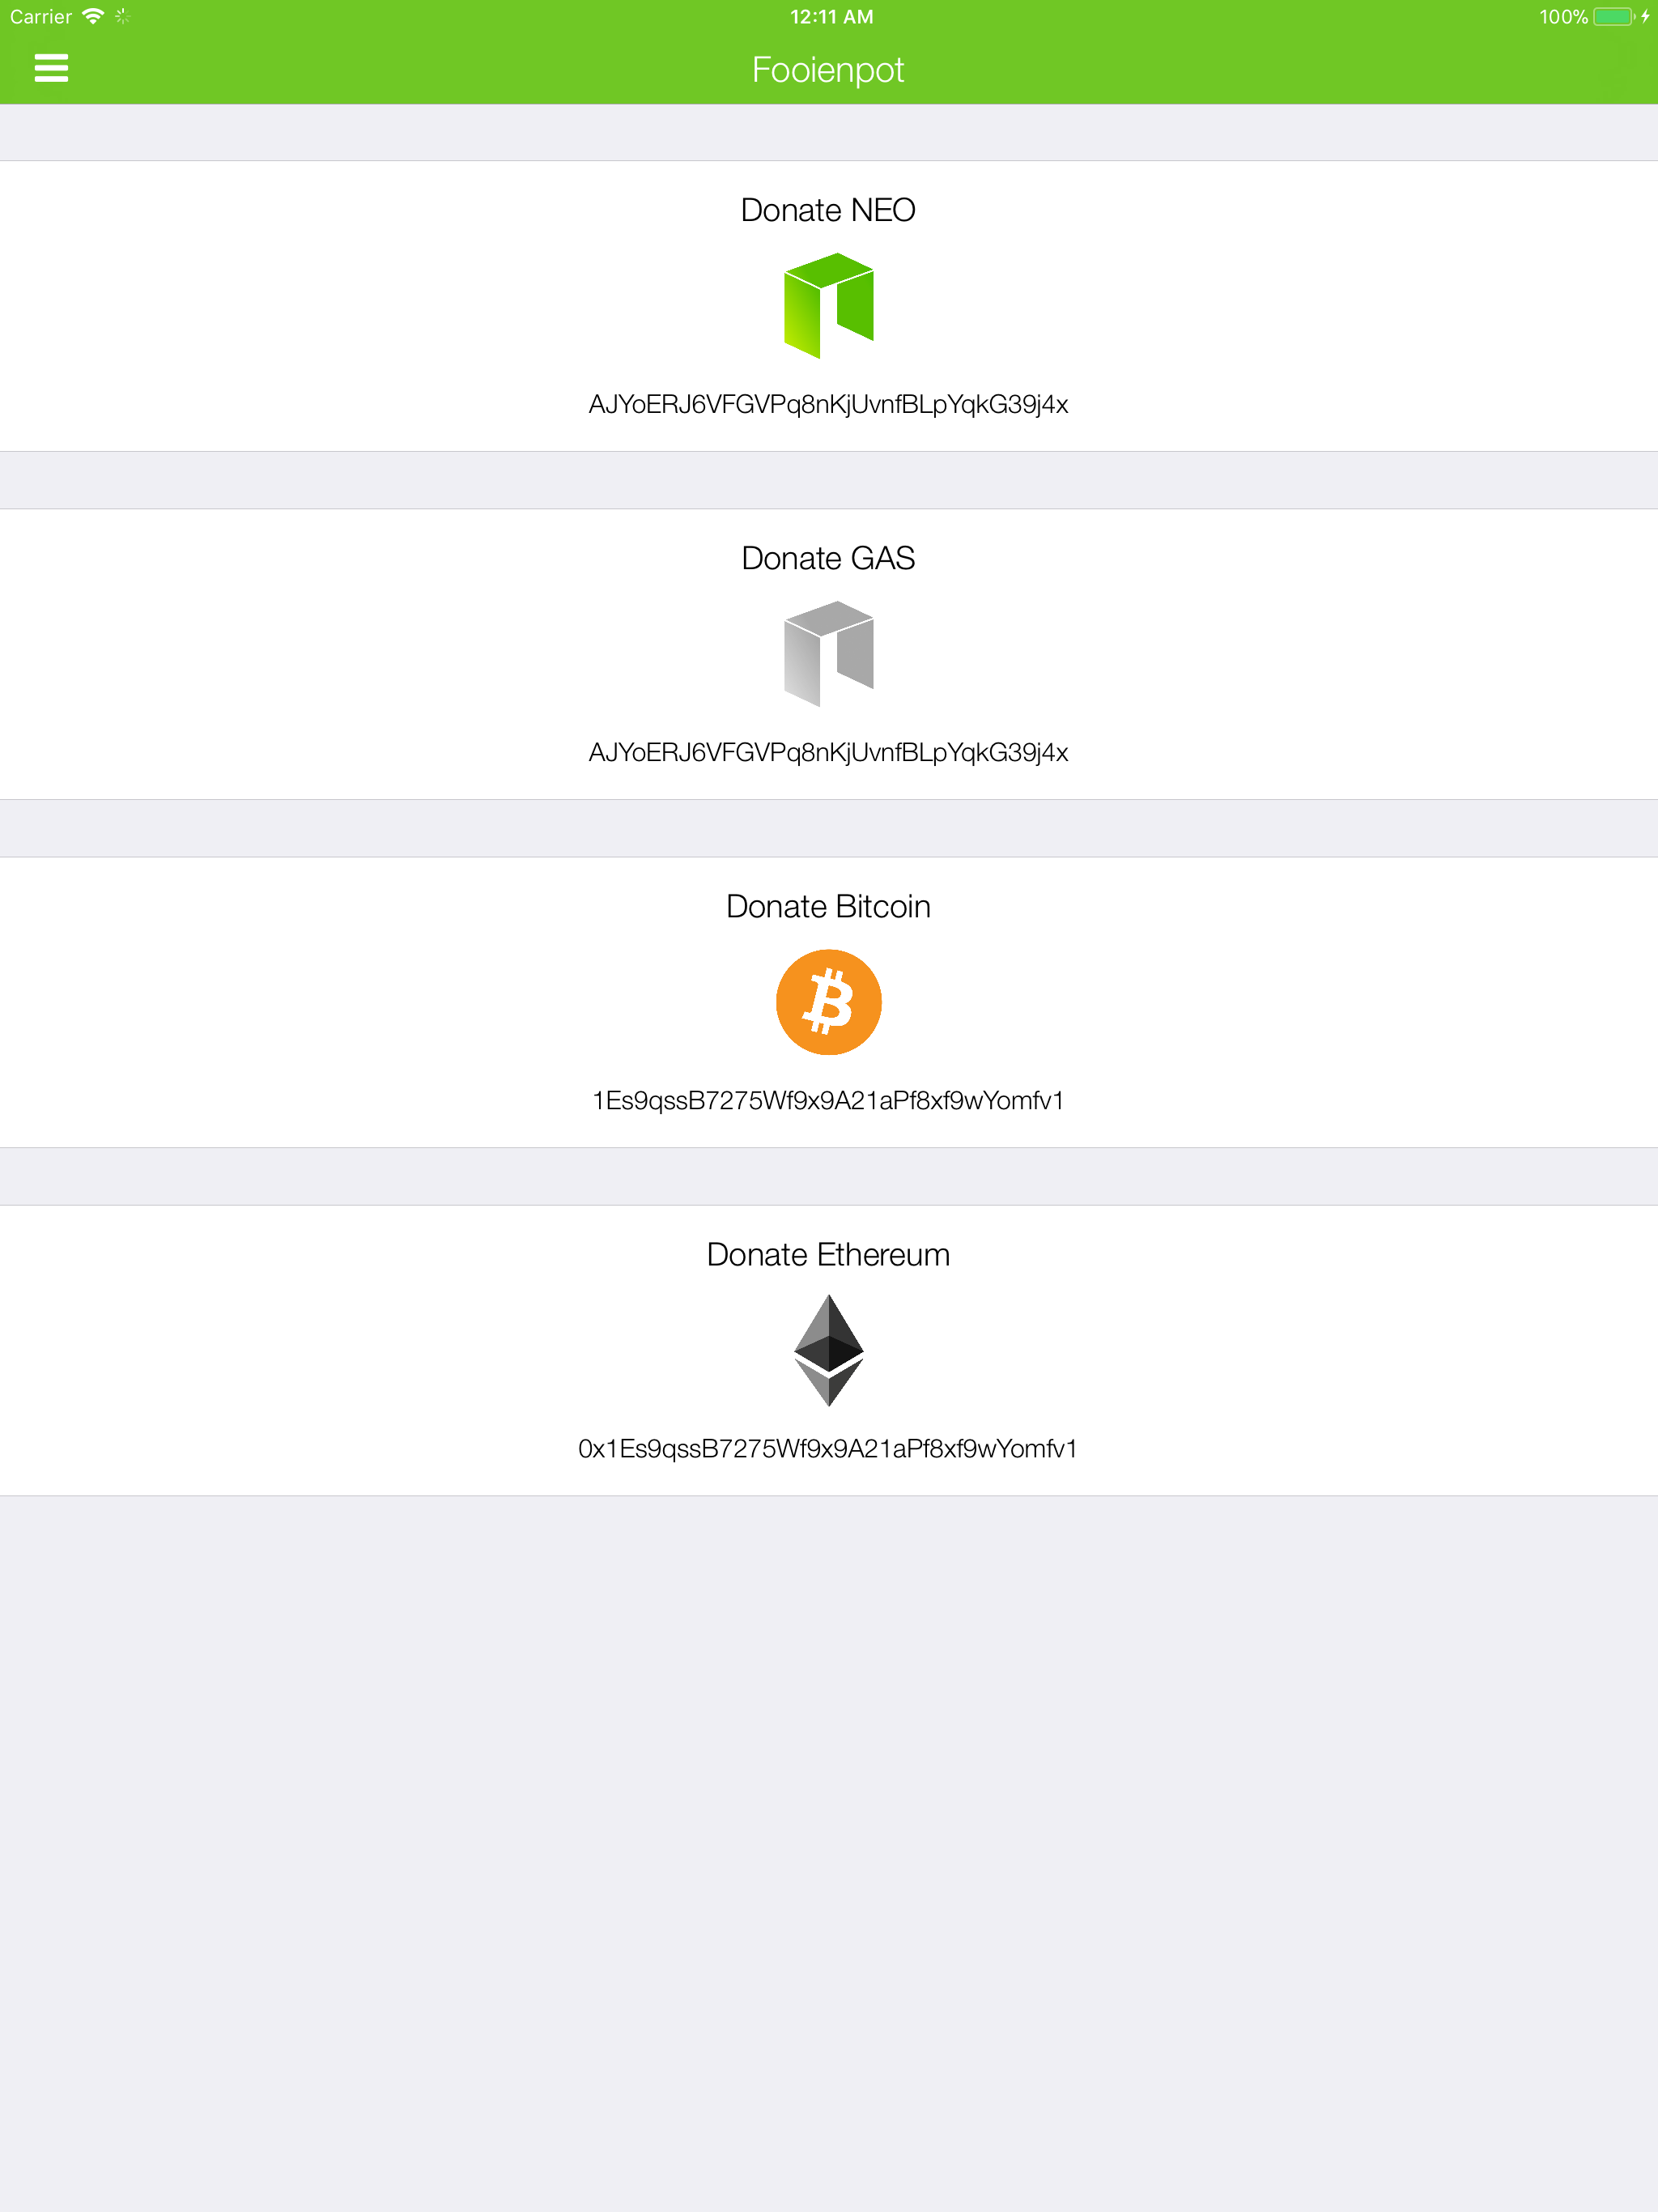 Carrier
12:11 AM
100%
Fooienpot
Donate NEO
AJYoERJ6VFGVPq8nKjUvnfBLpYqkG39j4x
Donate GAS
AJYoERJ6VFGVPq8nKjUvnfBLpYqkG39j4x
Donate Bitcoin
1Es9qssB7275Wf9x9A21aPf8xf9wYomfv1
Donate Ethereum
0x1Es9qssB7275Wf9x9A21aPf8xf9wYomfv1